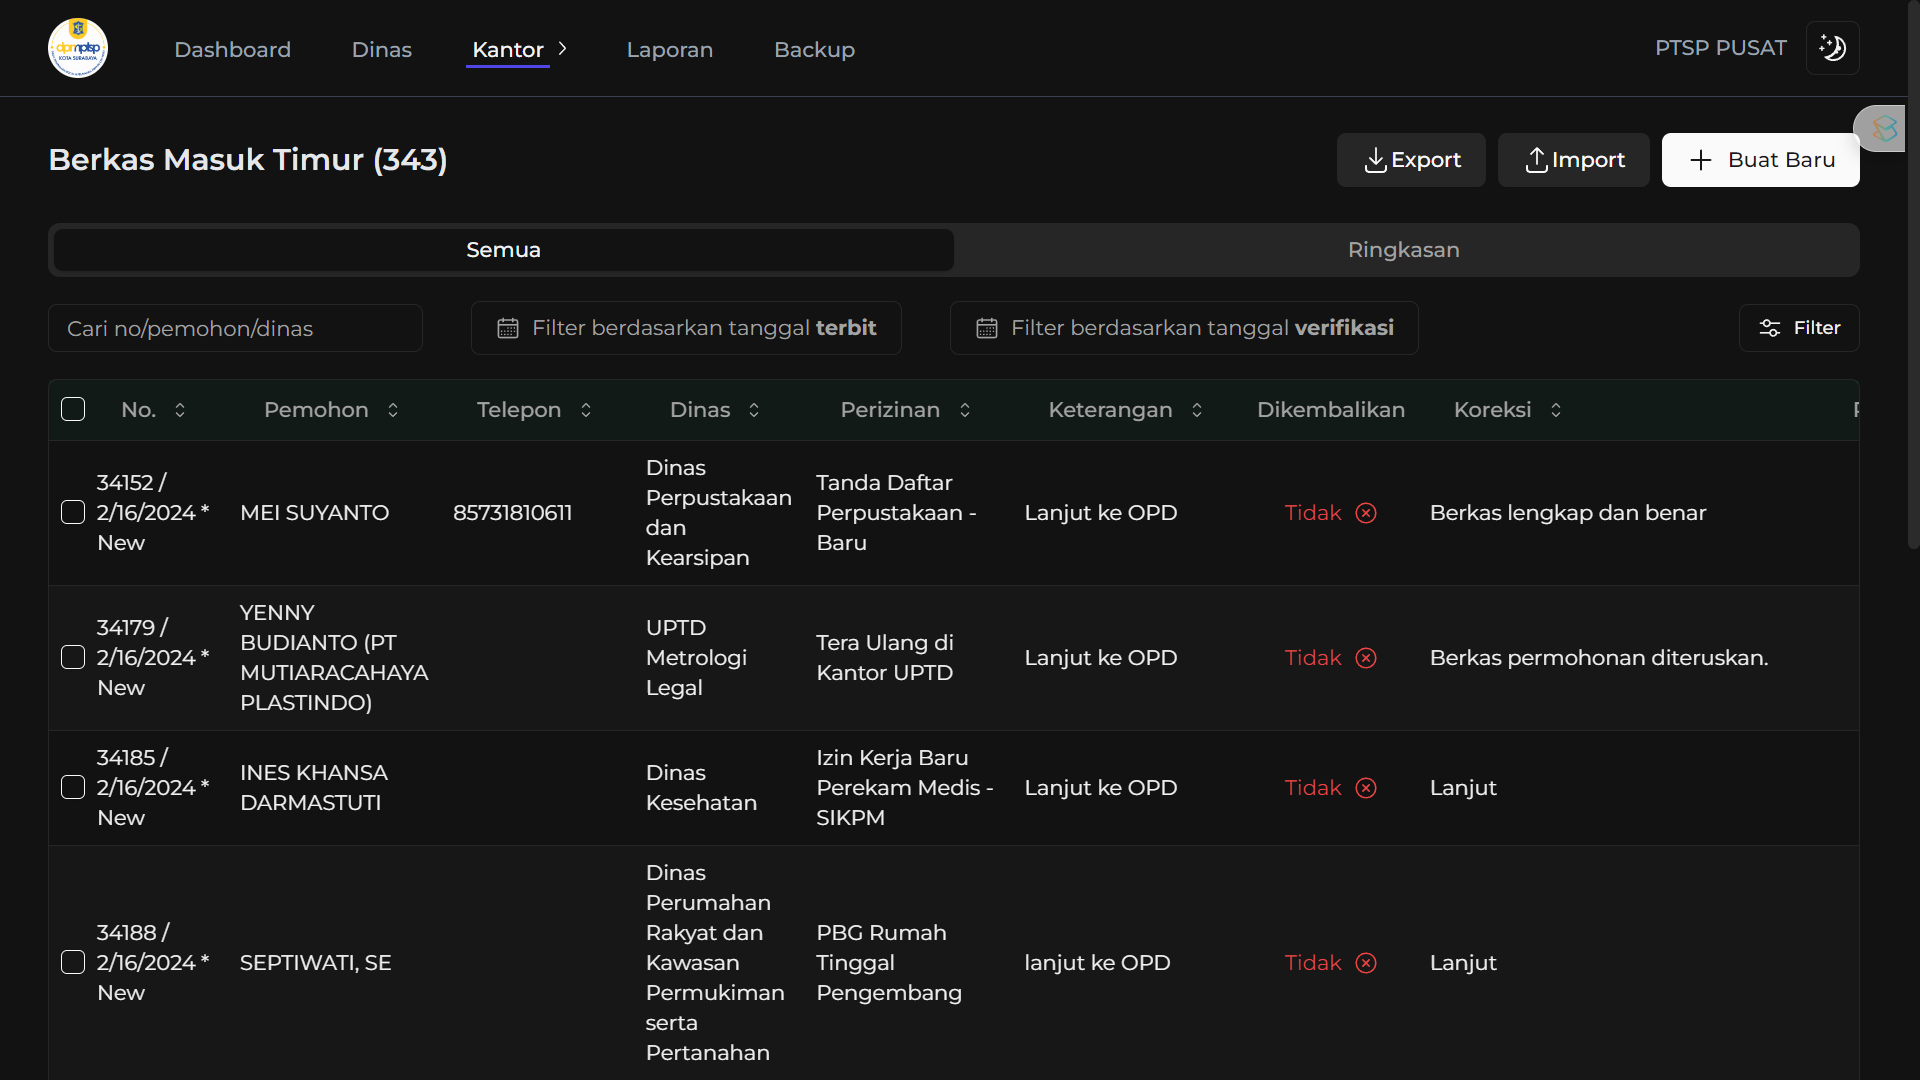 dpmptsp
KOTA SURABAYA
Dashboard
Dinas
Kantor
Laporan
Backup
PTSP PUSAT
Berkas Masuk Timur (343)
Export
Import
Buat Baru
Semua
Ringkasan
Cari no/pemohon/dinas
Filter berdasarkan tanggal terbit
Filter berdasarkan tanggal verifikasi
Filter
No.
Pemohon
Telepon
Dinas
Perizinan
Keterangan
Dikembalikan
Koreksi
34152 /
2/16/2024 *
New
MEI SUYANTO
85731810611
Dinas
Perpustakaan
dan
Kearsipan
Tanda Daftar
Perpustakaan -
Baru
Lanjut ke OPD
Tidak
Berkas lengkap dan benar
34179 /
2/16/2024 *
New
YENNY
BUDIANTO (PT
MUTIARACAHAYA
PLASTINDO)
UPTD
Metrologi
Legal
Tera Ulang di
Kantor UPTD
Lanjut ke OPD
Tidak
Berkas permohonan diteruskan.
34185 /
2/16/2024 *
New
INES KHANSA
DARMASTUTI
Dinas
Kesehatan
Izin Kerja Baru
Perekam Medis -
SIKPM
Lanjut ke OPD
Tidak
Lanjut
34188 /
2/16/2024 *
New
SEPTIWATI, SE
Dinas
Perumahan
Rakyat dan
Kawasan
Permukiman
serta
Pertanahan
PBG Rumah
Tinggal
Pengembang
lanjut ke OPD
Tidak
Lanjut